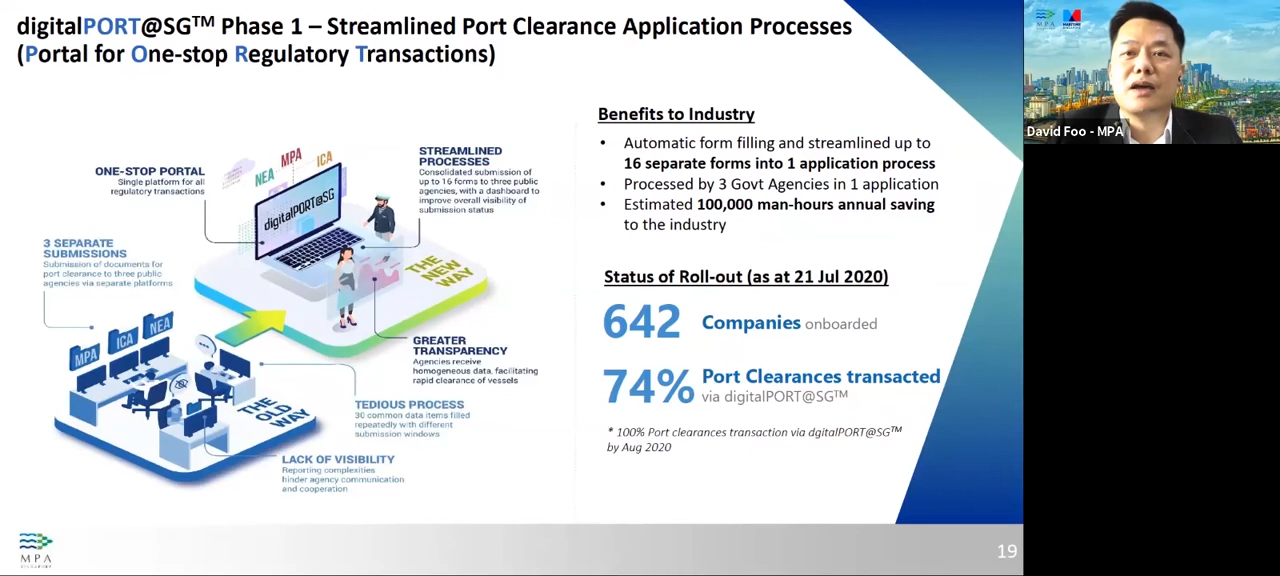 digitalPORT@SG™ Phase 1 – Streamlined Port Clearance Application Processes
(Portal for One-stop Regulatory Transactions)
ONE-STOP PORTAL
Single platform for all
regulatory transactions
NEA
MPA
ICA
digitalPORT@SG
STREAMLINED
PROCESSES
Consolidated submission of
up to 16 forms to three public
agencies, with a dashboard to
improve overall visibility of
submission status
THE NEW
WAY
3 SEPARATE
SUBMISSIONS
Submission of documents for
port clearance to three public
agencies via separate platforms
MPA
ICA
NEA
THE OLD
WAY
GREATER
TRANSPARENCY
Agencies receive
homogeneous data, facilitating
rapid clearance of vessels
TEDIOUS PROCESS
30 common data items filled
repeatedly with different
submission windows
LACK OF VISIBILITY
Reporting complexities
hinder agency communication
and cooperation
Benefits to Industry
• Automatic form filling and streamlined up to
16 separate forms into 1 application process
• Processed by 3 Govt Agencies in 1 application
• Estimated 100,000 man-hours annual saving
to the industry
Status of Roll-out (as at 21 Jul 2020)
642 Companies onboarded
74% Port Clearances transacted
via digitalPORT@SG™
* 100% Port clearances transaction via dgitalPORT@SG™
by Aug 2020
MPA
SINGAPORE
19
MPA
David Foo - MPA